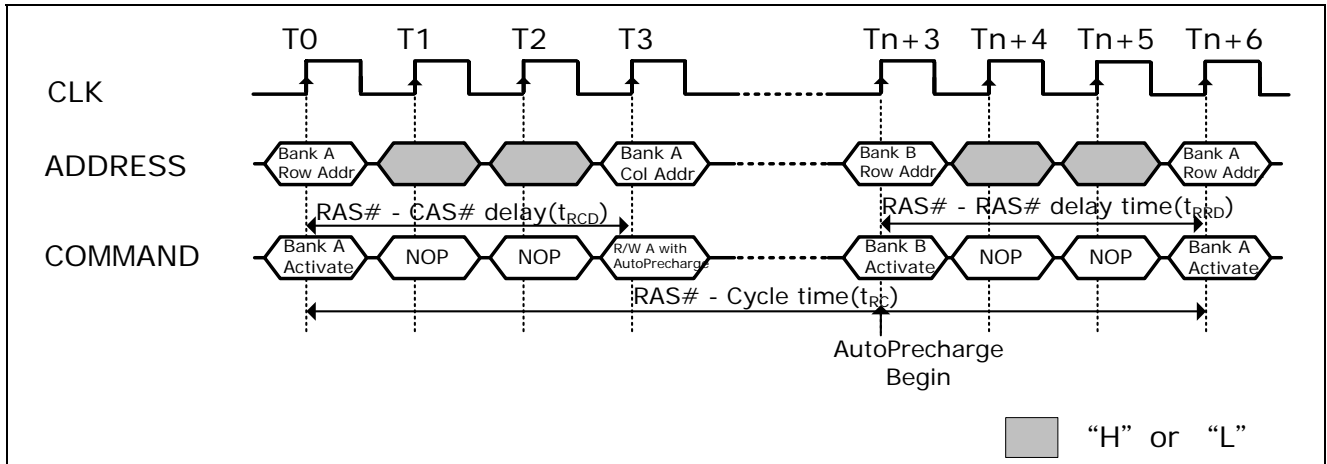 T0 T1 T2 T3 Tn+3 Tn+4 Tn+5 Tn+6
CLK
ADDRESS
Bank A
Row Addr
Bank A
Col Addr
Bank B
Row Addr
Bank A
Row Addr
RAS# - CAS# delay(tRCD)
RAS# - RAS# delay time(tRRD)
COMMAND
Bank A
Activate
NOP
NOP
R/W A with
AutoPrecharge
Bank B
Activate
NOP
NOP
Bank A
Activate
RAS# - Cycle time(tRC)
AutoPrecharge
Begin
“H” or “L”